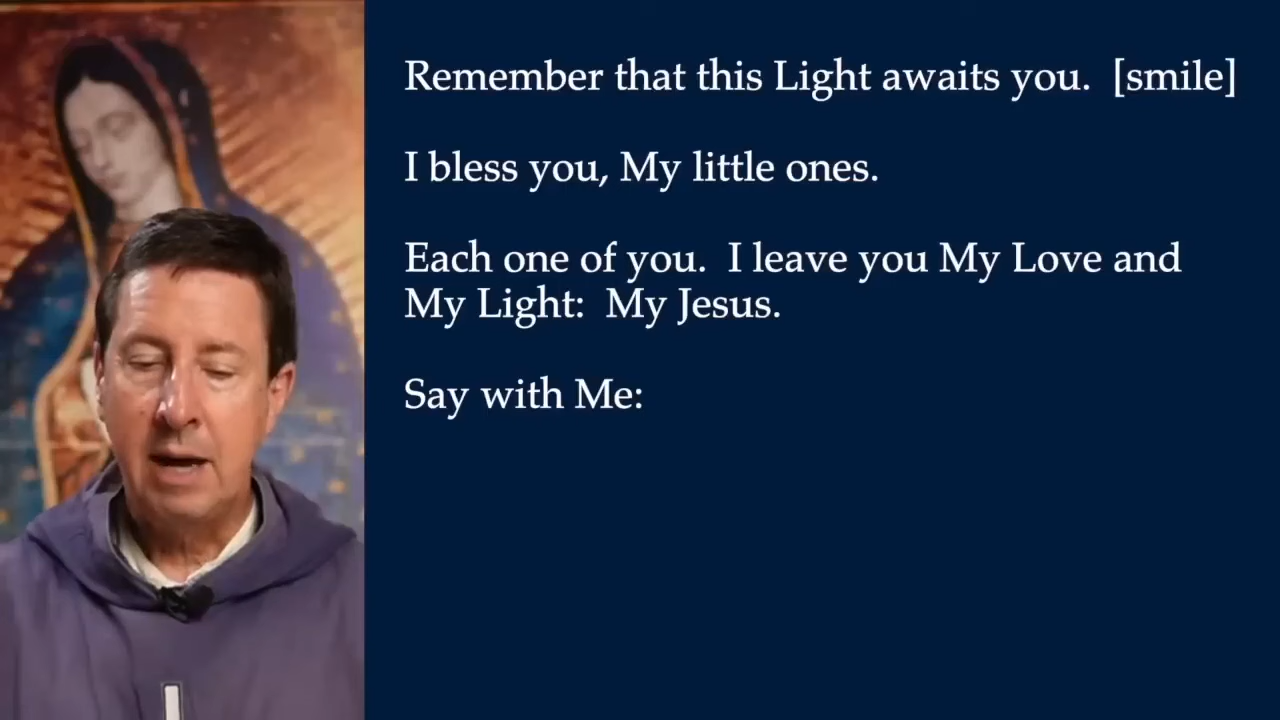 Remember that this Light awaits you.  [smile]
I bless you, My little ones.
Each one of you.  I leave you My Love and
My Light:  My Jesus.
Say with Me: